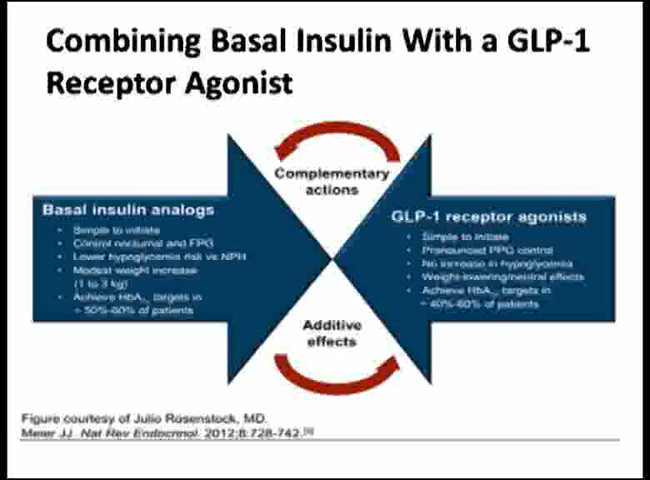 Combining Basal Insulin With a GLP-1
Receptor Agonist
Complementary
actions
Basal insulin analogs
• Simple to initiate
• Control nocturnal and FPG
• Lower hypoglycemia risk vs NPH
• Modest weight increase
(1 to 3 kg)
• Achieve HbA1c targets in
~ 50%-60% of patients
GLP-1 receptor agonists
• Simple to initiate
• Pronounced PPG control
• No increase in hypoglycemia
• Weight-lowering/neutral effects
• Achieve HbA1c targets in
~ 40%-60% of patients
Additive
effects
Figure courtesy of Julio Rosenstock, MD.
Meier JJ. Nat Rev Endocrinol. 2012;8:728-742.